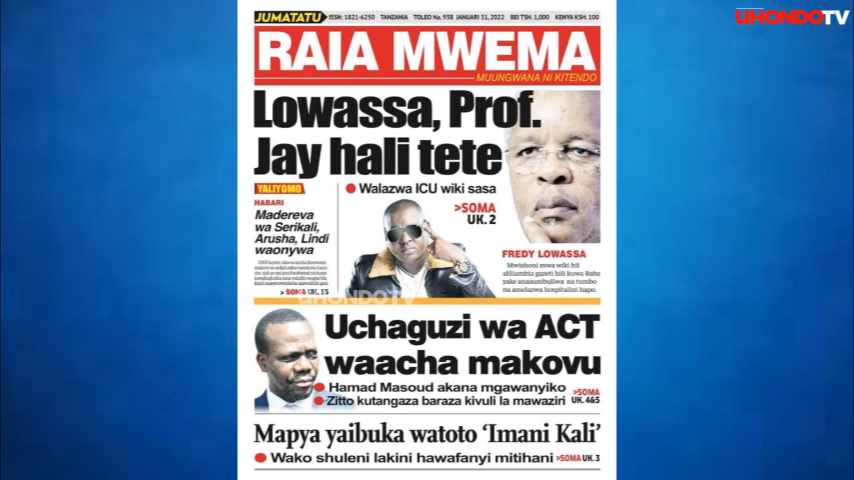 UHONDOTV
JUMATATU
ISSN: 1821-6250 TANZANIA TOLEO Na. 938 JANUARI 31, 2022 BEI TSH. 1,000 KENYA KSH. 100
RAIA MWEMA
MUUNGWANA NI KITENDO
Lowassa, Prof.
Jay hali tete
Walazwa ICU wiki sasa
>SOMA
UK. 2
YALIYOMO
HABARI
Madereva
wa Serikali,
Arusha, Lindi
waonywa
> SOMA UK. 15
UHONDOTV
FREDY LOWASSA
Mwishoni mwa wiki hii
aliliambia gazeti hili kuwa Baba
yake anasumbuliwa na tumbo
na amelazwa hospitalini hapo.
Uchaguzi wa ACT
waacha makovu
Hamad Masoud akana mgawanyiko
Zitto kutangaza baraza kivuli la mawaziri
>SOMA
UK. 4&5
Mapya yaibuka watoto ‘Imani Kali’
Wako shuleni lakini hawafanyi mitihani >SOMA UK. 3